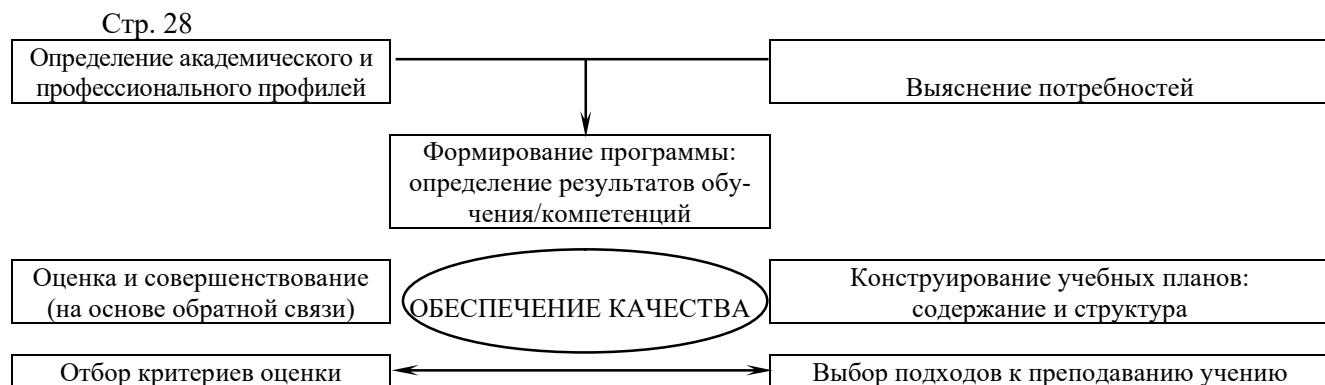 Стр. 28
Определение академического и
профессионального профилей
Выяснение потребностей
Формирование программы:
определение результатов обу-
чения/компетенций
Оценка и совершенствование
(на основе обратной связи)
ОБЕСПЕЧЕНИЕ КАЧЕСТВА
Конструирование учебных планов:
содержание и структура
Отбор критериев оценки
Выбор подходов к преподаванию учению